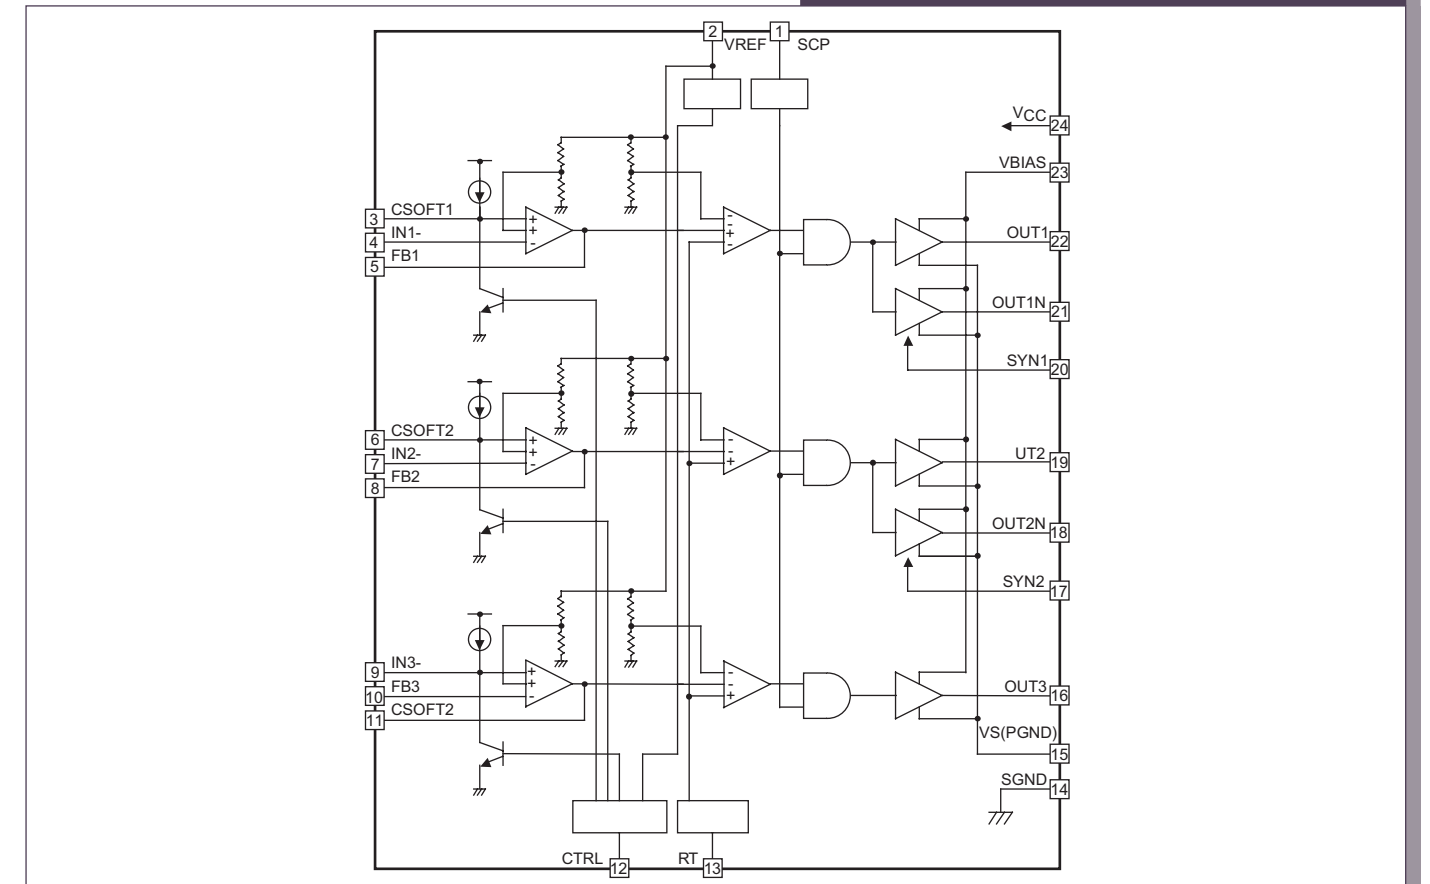 2 VREF 1 SCP
VCC 24
VBIAS 23
3 CSOFT1
4 IN1-
5 FB1
+
+
-
-
+
-
OUT1 22
OUT1N 21
SYN1 20
6 CSOFT2
7 IN2-
8 FB2
+
+
-
-
-
+
UT2 19
OUT2N 18
SYN2 17
9 IN3-
10 FB3
11 CSOFT2
+
+
-
-
-
+
OUT3 16
VS(PGND) 15
SGND 14
CTRL 12 RT 13